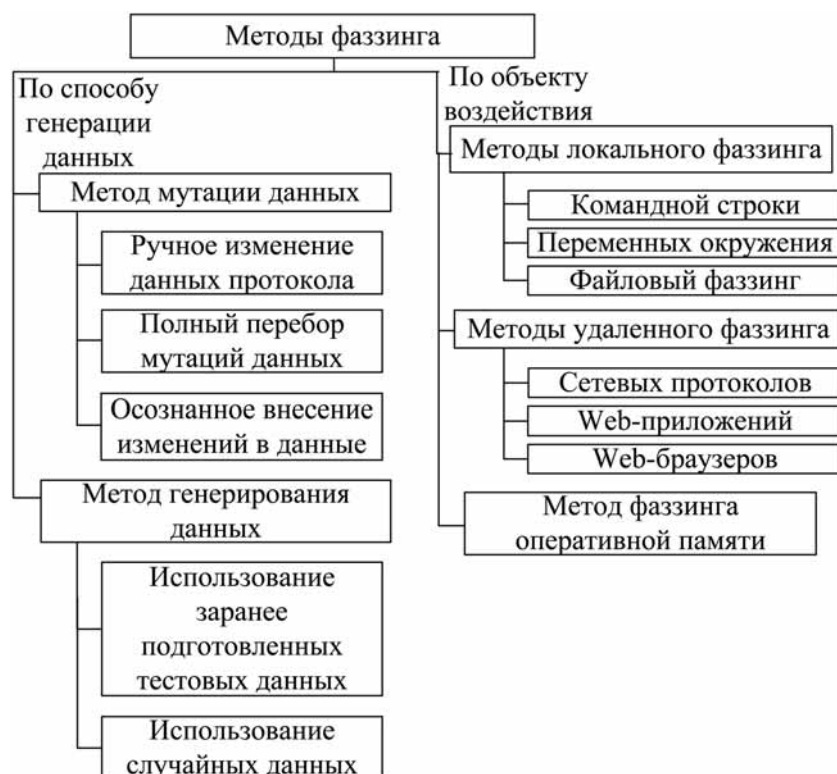 Методы фаззинга
По способу
генерации
данных
Метод мутации данных
Ручное изменение
данных протокола
Полный перебор
мутаций данных
Осознанное внесение
изменений в данные
Метод генерирования
данных
Использование
заранее
подготовленных
тестовых данных
Использование
случайных данных
По объекту
воздействия
Методы локального фаззинга
Командной строки
Переменных окружения
Файловый фаззинг
Методы удаленного фаззинга
Сетевых протоколов
Web-приложений
Web-браузеров
Метод фаззинга
оперативной памяти